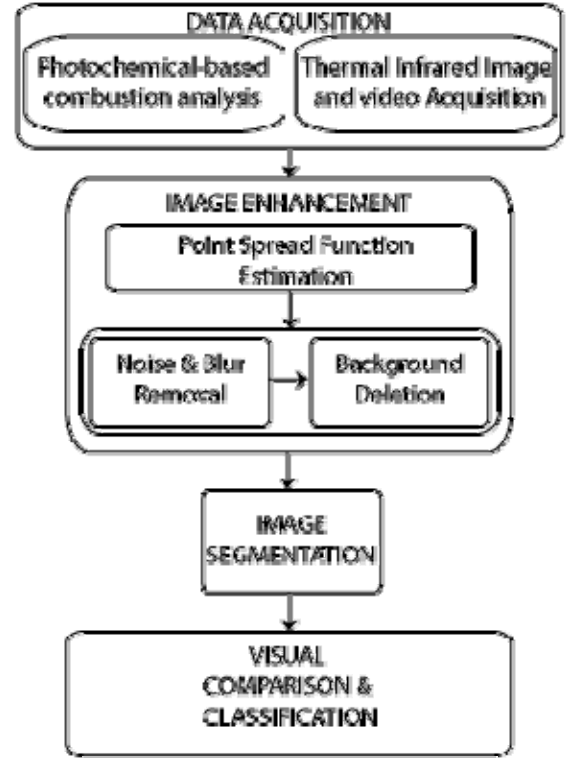 DATA ACQUISITION
Photochemical-based
combustion analysis
Thermal Infrared Image
and video Acquisition
IMAGE ENHANCEMENT
Point Spread Function
Estimation
Noise & Blur
Removal
Background
Deletion
IMAGE
SEGMENTATION
VISUAL
COMPARISON &
CLASSIFICATION